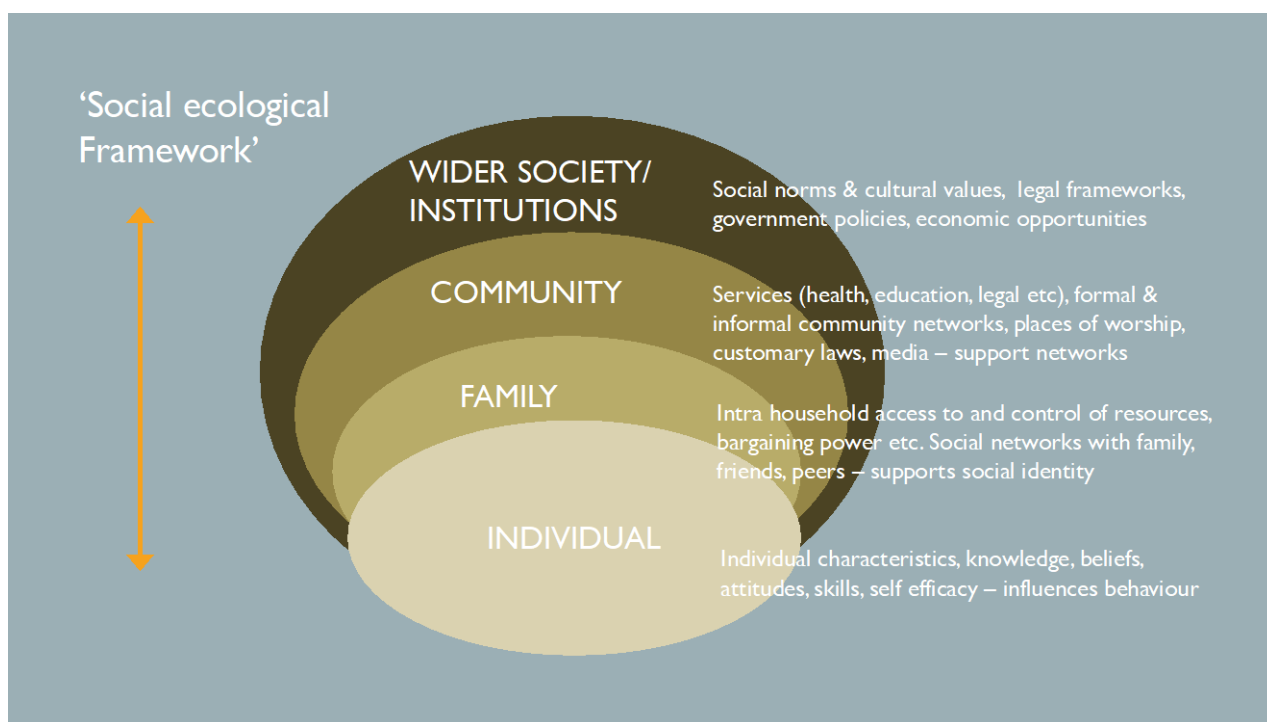 ‘Social ecological
Framework’
WIDER SOCIETY/
INSTITUTIONS
Social norms & cultural values, legal frameworks,
government policies, economic opportunities
COMMUNITY
Services (health, education, legal etc), formal &
informal community networks, places of worship,
customary laws, media – support networks
FAMILY
Intra household access to and control of resources,
bargaining power etc. Social networks with family,
friends, peers – supports social identity
INDIVIDUAL
Individual characteristics, knowledge, beliefs,
attitudes, skills, self efficacy – influences behaviour